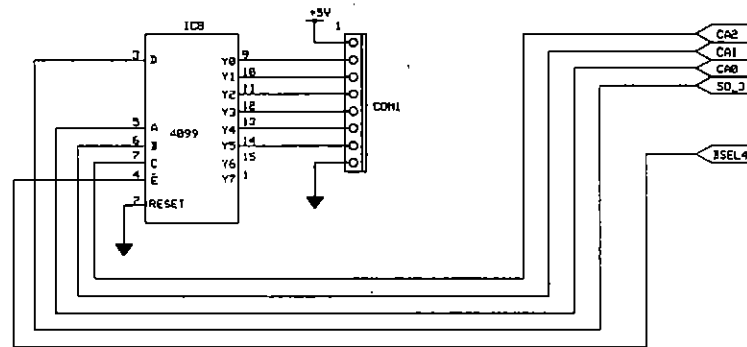 +5V
1
IC8
3 D
Y0 9
Y1 10
Y2 11
Y3 12
5 A
4099
Y4 13
6 B
Y5 14
7 C
Y6 15
4 E
Y7 1
2 RESET
COM1
CA2
CA1
CA0
SO_3
BSEL4